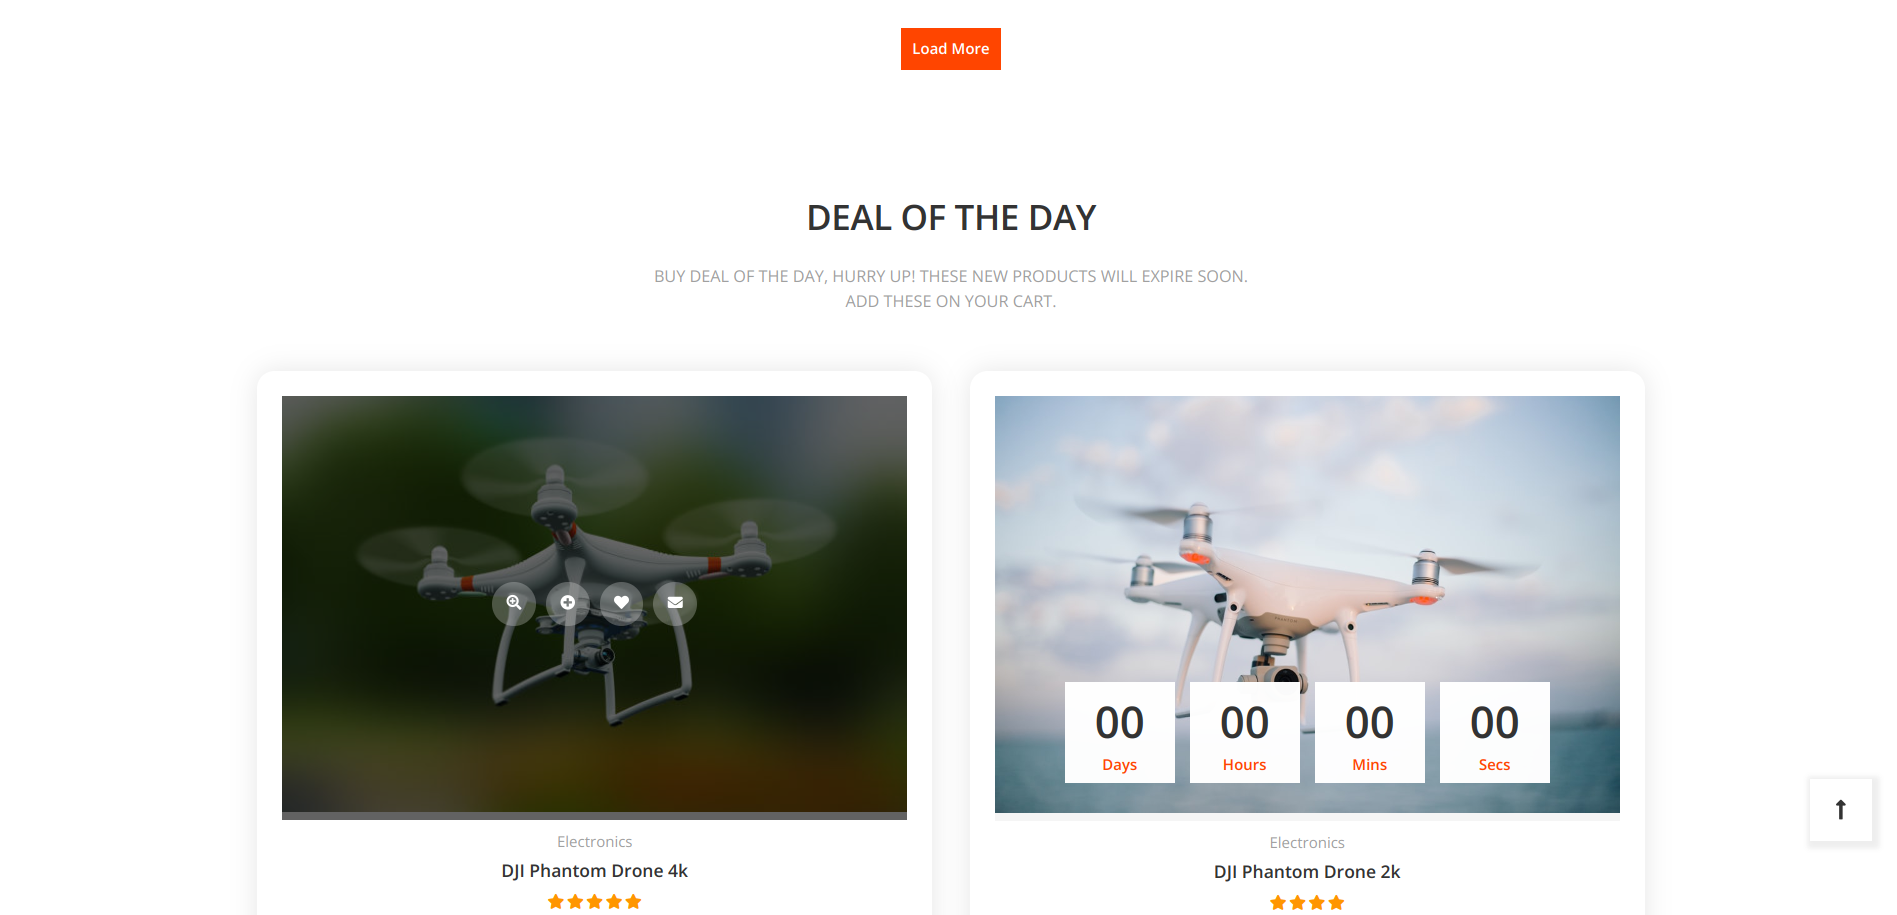 Load More
DEAL OF THE DAY
BUY DEAL OF THE DAY, HURRY UP! THESE NEW PRODUCTS WILL EXPIRE SOON.
ADD THESE ON YOUR CART.
00 00 00 00
Days Hours Mins Secs
Electronics
DJI Phantom Drone 4k
Electronics
DJI Phantom Drone 2k